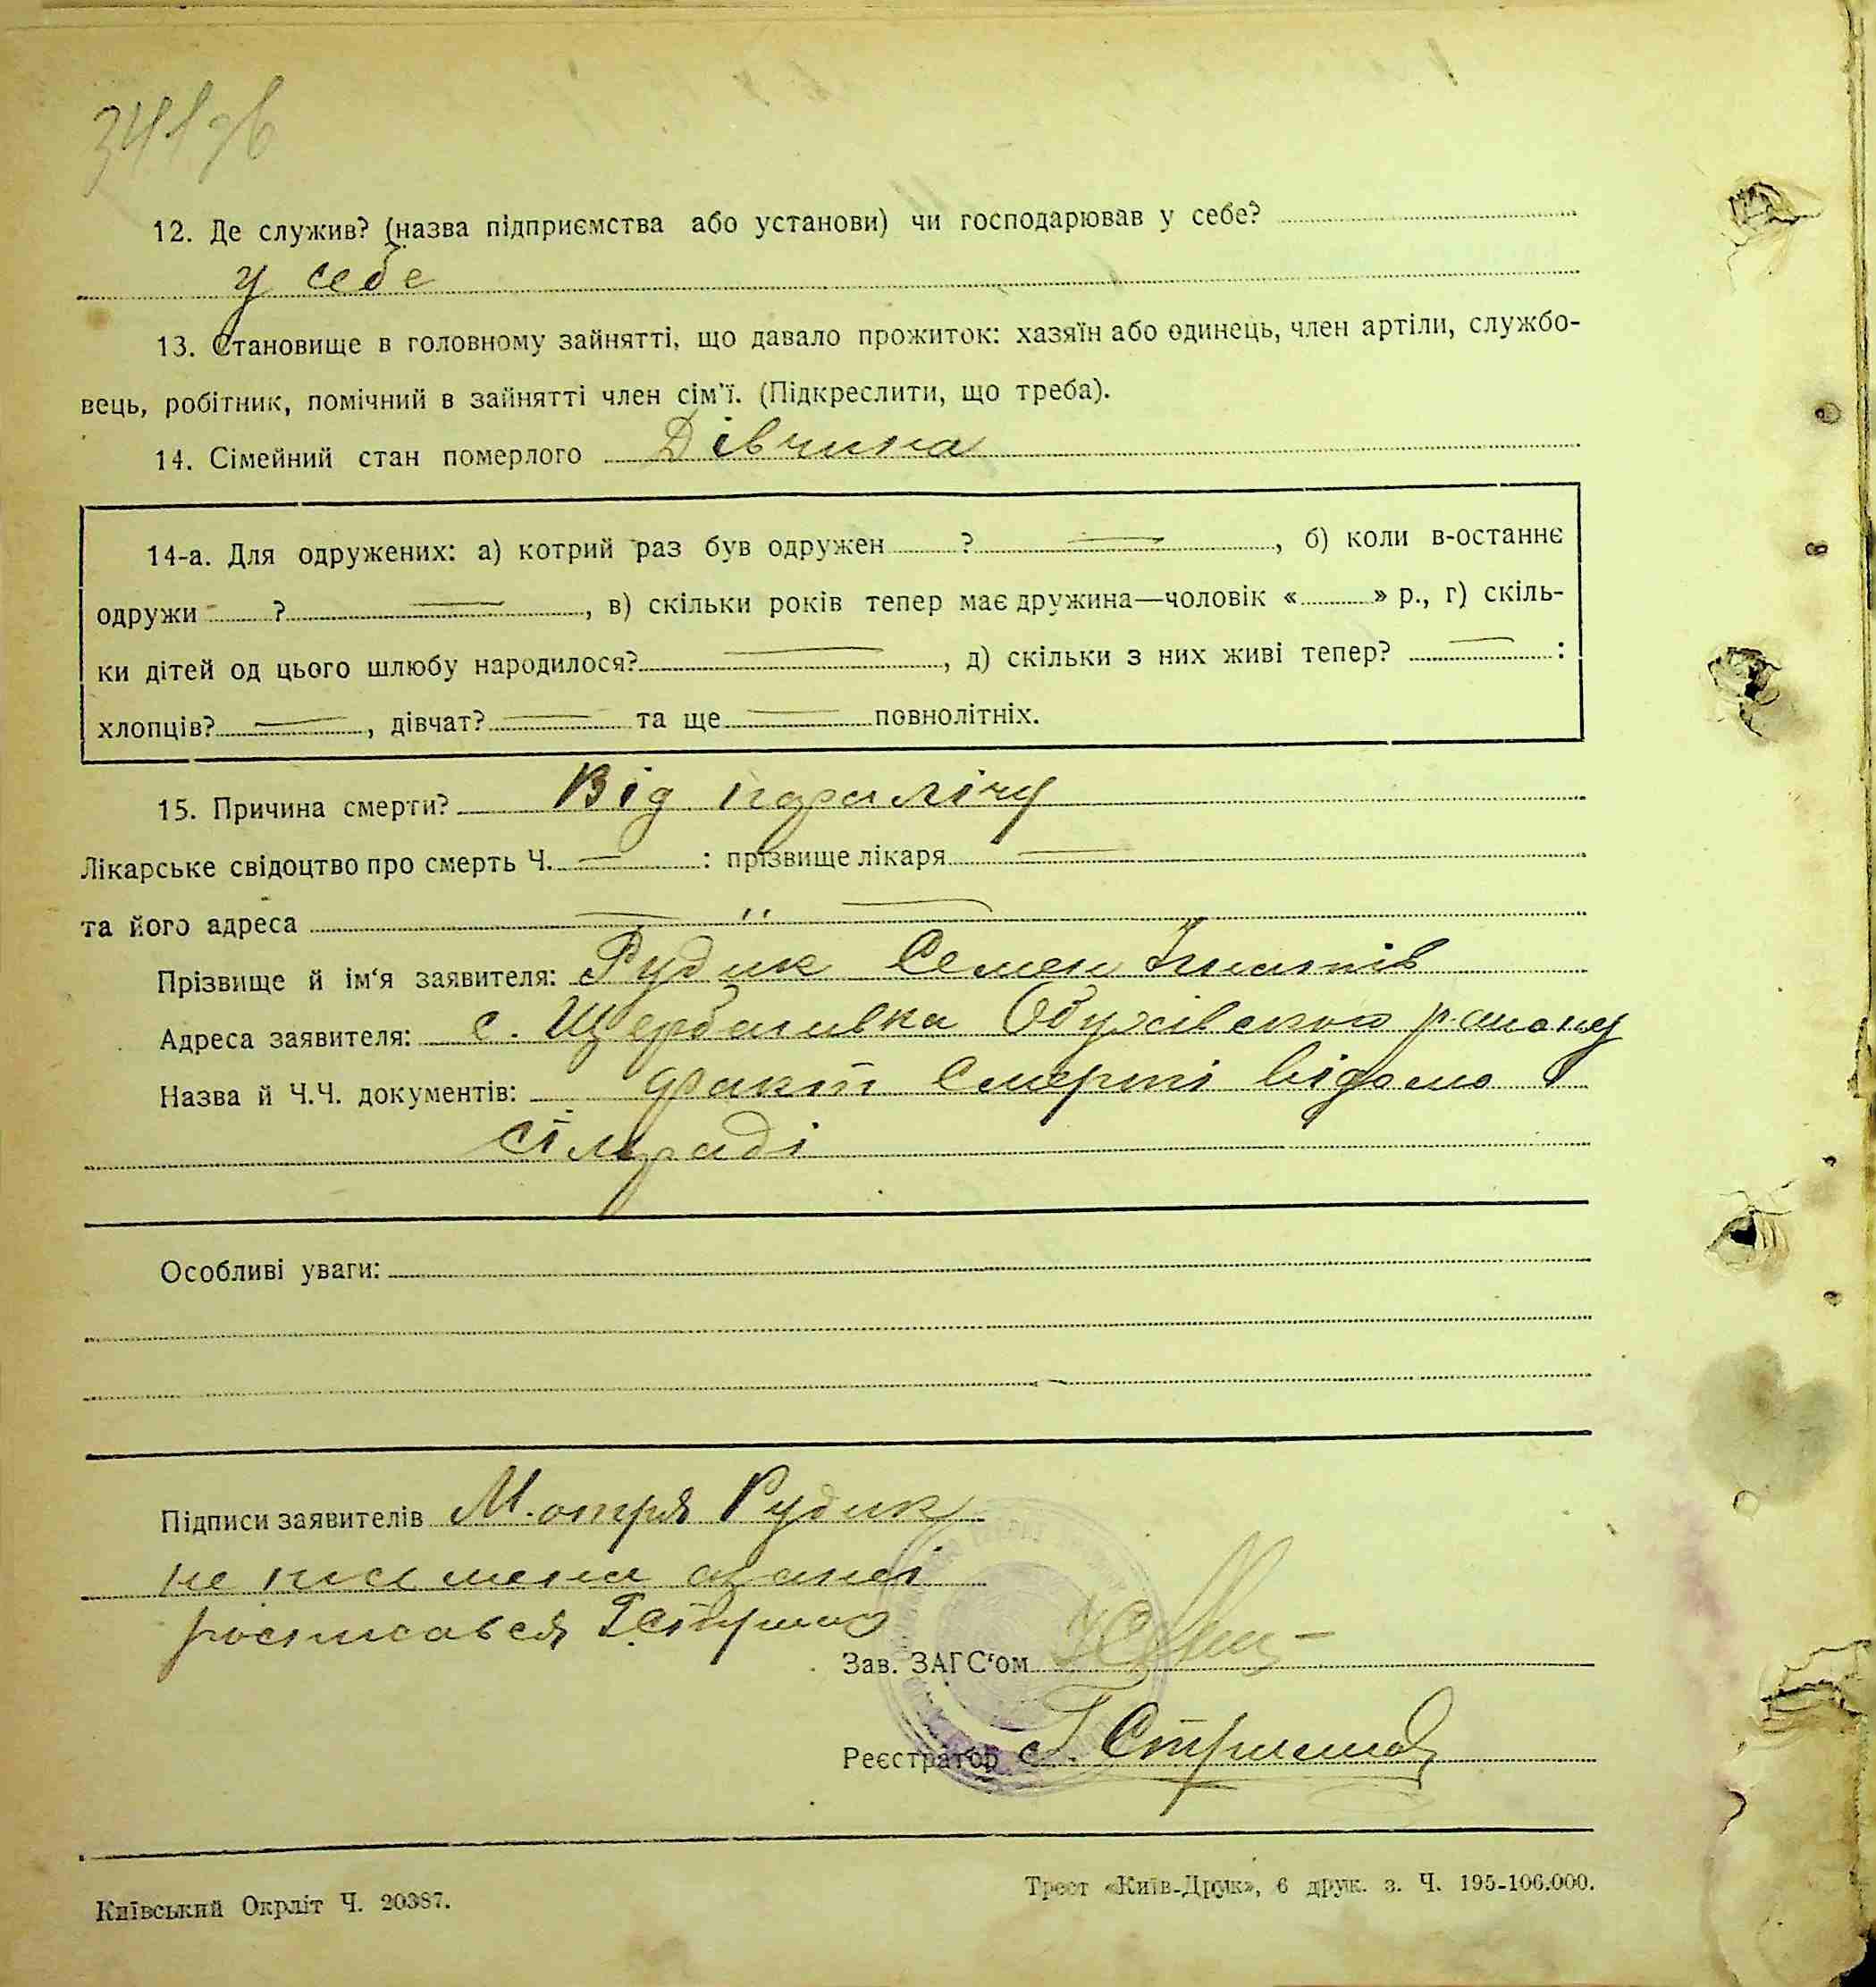 12. Де служив? (назва підприємства або установи) чи господарював у себе?
у себе
13. Становище в головному зайнятті, що давало прожиток: хазяїн або одинець, член артіли, службо-
вець, робітник, помічний в зайнятті член сім'ї. (Підкреслити, що треба).
14. Сімейний стан померлого Дівчина
14-а. Для одружених: а) котрий раз був одружен ? — , б) коли в-останнє
одружи - ? — , в) скільки років тепер має дружина—чоловік « » р., г) скіль-
ки дітей од цього шлюбу народилося? — , д) скільки з них живі тепер? — :
хлопців? — , дівчат? — та ще — повнолітніх.
15. Причина смерти? Від параличу
Лікарське свідоцтво про смерть Ч. — : прізвище лікаря —
та його адреса — " —
Прізвище й ім'я заявителя: Рудик Семен
Адреса заявителя: с. Щербанивка Обухівського району
Назва й Ч.Ч. документів: факт смерті відомо
сілраді
Особливі уваги:
Підписи заявителів Мотря Рудик
не письмена
росписався
Зав. ЗАГС'ом
Реєстратор Г.
Київський Окрліт Ч. 20387.
Трест «Київ-Друк», 6 друк. з. Ч. 195-106.000.